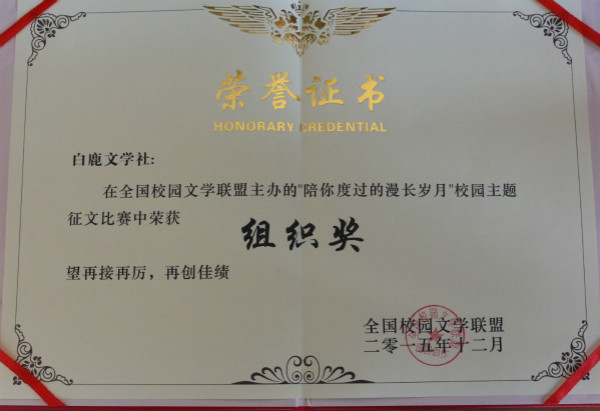 荣誉证书
HONORARY CREDENTIAL
白鹿文学社:
在全国校园文学联盟主办的"陪你度过的漫长岁月"校园主题
征文比赛中荣获
组织奖
望再接再厉，再创佳绩
全国校园文学联盟
二零一五年十二月